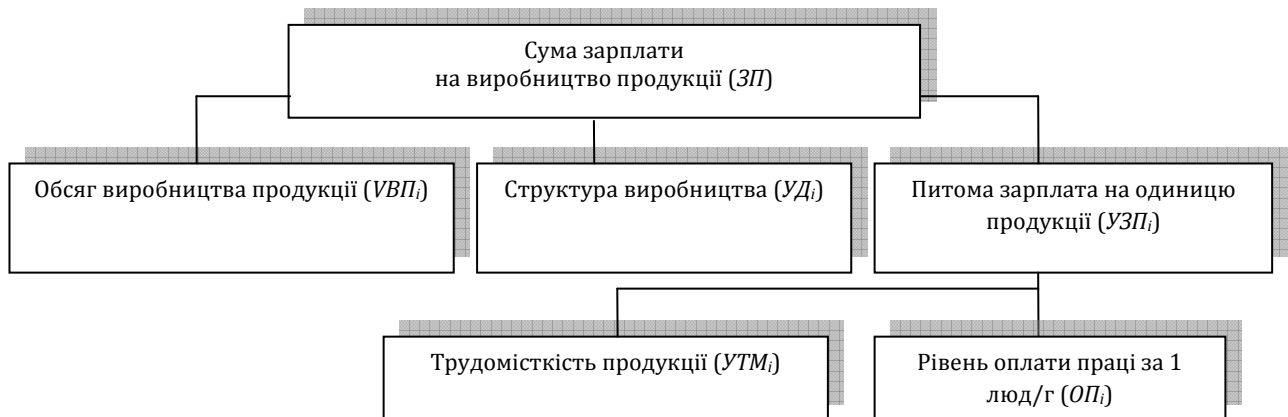 Сума зарплати
на виробництво продукції (ЗП)
Обсяг виробництва продукції (VВПi)
Структура виробництва (УДi)
Питома зарплата на одиницю
продукції (УЗПi)
Трудомісткість продукції (УТМi)
Рівень оплати праці за 1
люд/г (ОПi)